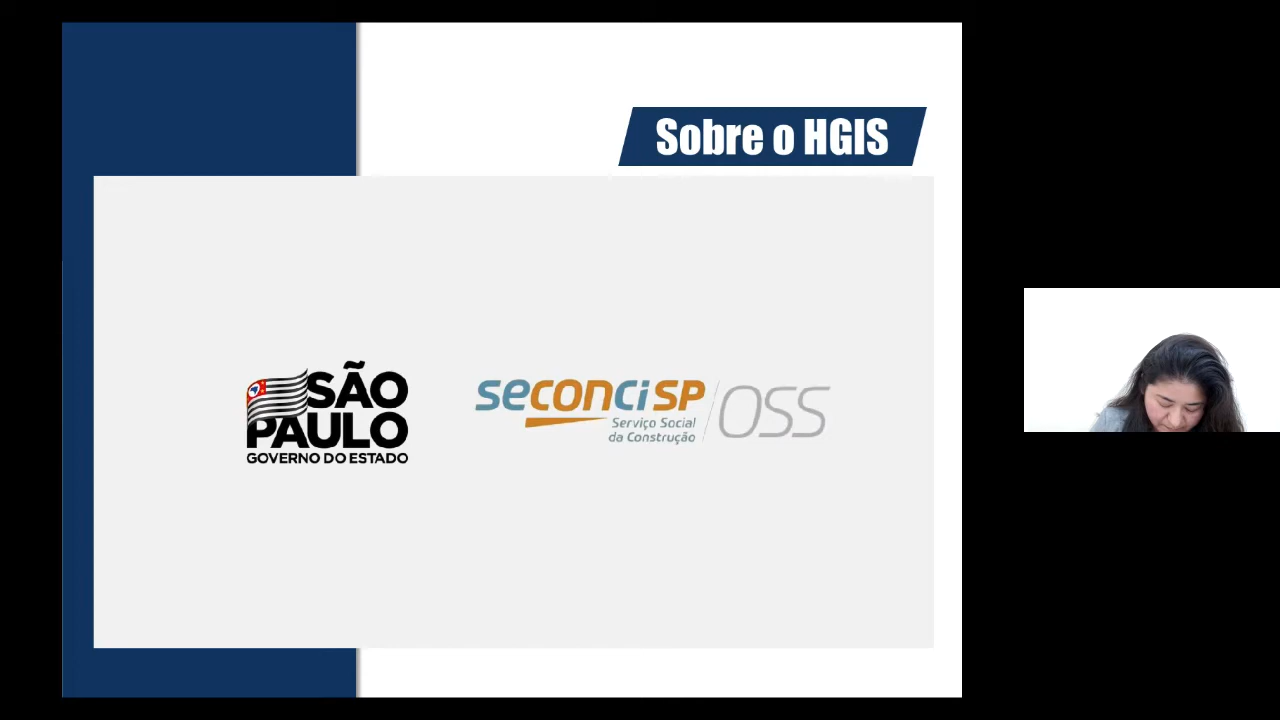 Sobre o HGIS
SÃO
PAULO
GOVERNO DO ESTADO
seconci SP
Serviço Social
da Construção
OSS